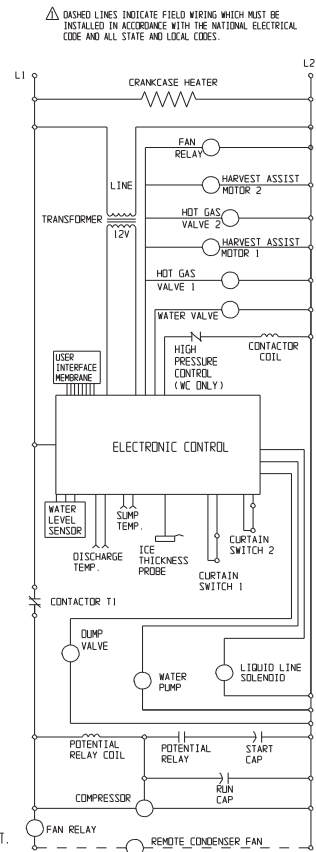 DASHED LINES INDICATE FIELD WIRING WHICH MUST BE
INSTALLED IN ACCORDANCE WITH THE NATIONAL ELECTRICAL
CODE AND ALL STATE AND LOCAL CODES.
L1
L2
CRANKCASE HEATER
FAN
RELAY
LINE
HARVEST ASSIST
MOTOR 2
TRANSFORMER
HOT GAS
VALVE 2
12V
HARVEST ASSIST
MOTOR 1
HOT GAS
VALVE 1
WATER VALVE
HIGH
PRESSURE
CONTROL
(WC ONLY)
CONTACTOR
COIL
USER
INTERFACE
MEMBRANE
ELECTRONIC CONTROL
WATER
LEVEL
SENSOR
SUMP
TEMP.
DISCHARGE
TEMP.
ICE
THICKNESS
PROBE
CURTAIN
SWITCH 2
CURTAIN
SWITCH 1
CONTACTOR T1
DUMP
VALVE
WATER
PUMP
LIQUID LINE
SOLENOID
POTENTIAL
RELAY COIL
POTENTIAL
RELAY
START
CAP
RUN
CAP
COMPRESSOR
T.
FAN RELAY
REMOTE CONDENSER FAN